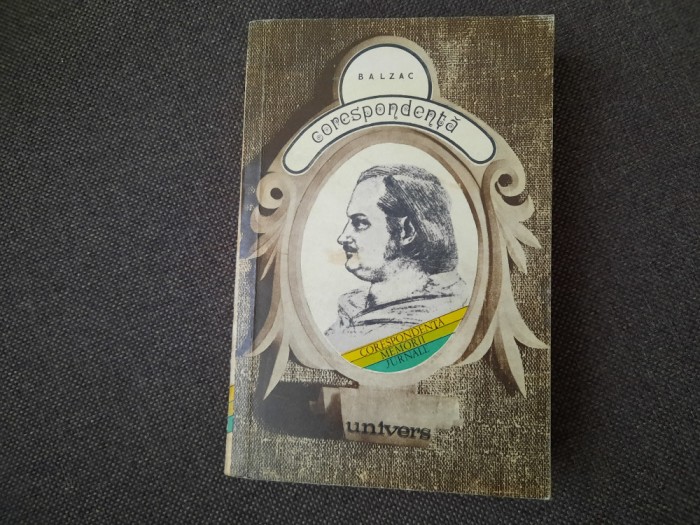 BALZAC
corespondență
CORESPONDENȚĂ
MEMORII
JURNALE
univers